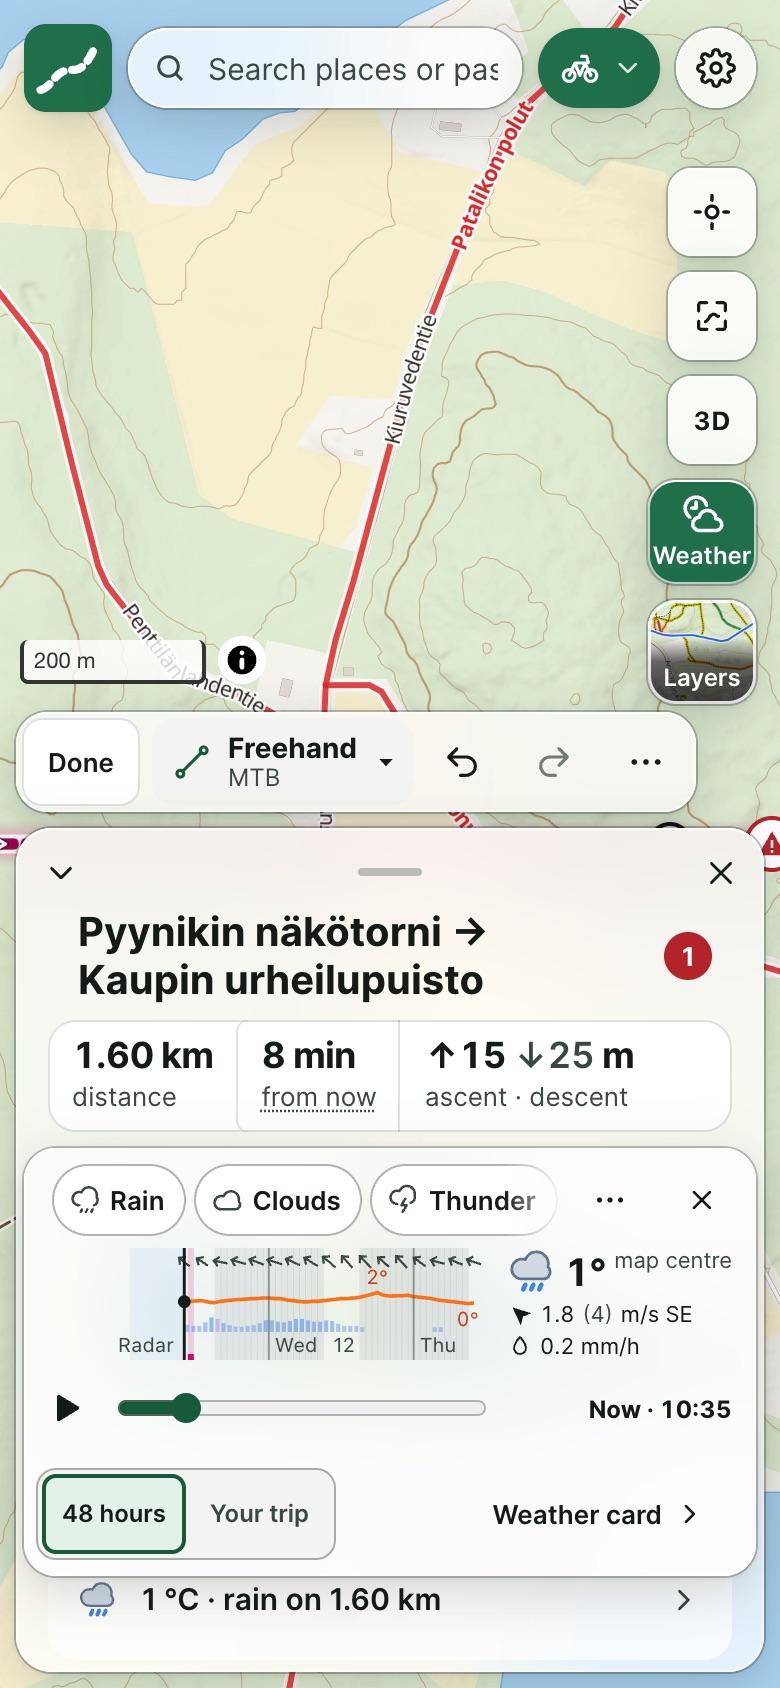 Search places or pas
Patalikon polut
Kiuruvedentie
3D
Weather
Layers
200 m
Done
Freehand
MTB
Pyynikin näkötorni →
Kaupin urheilupuisto
1
1.60 km
distance
8 min
from now
↑15 ↓25 m
ascent · descent
Rain
Clouds
Thunder
2°
0°
Radar
Wed
12
Thu
1° map centre
1.8 (4) m/s SE
0.2 mm/h
Now · 10:35
48 hours
Your trip
Weather card
1 °C · rain on 1.60 km